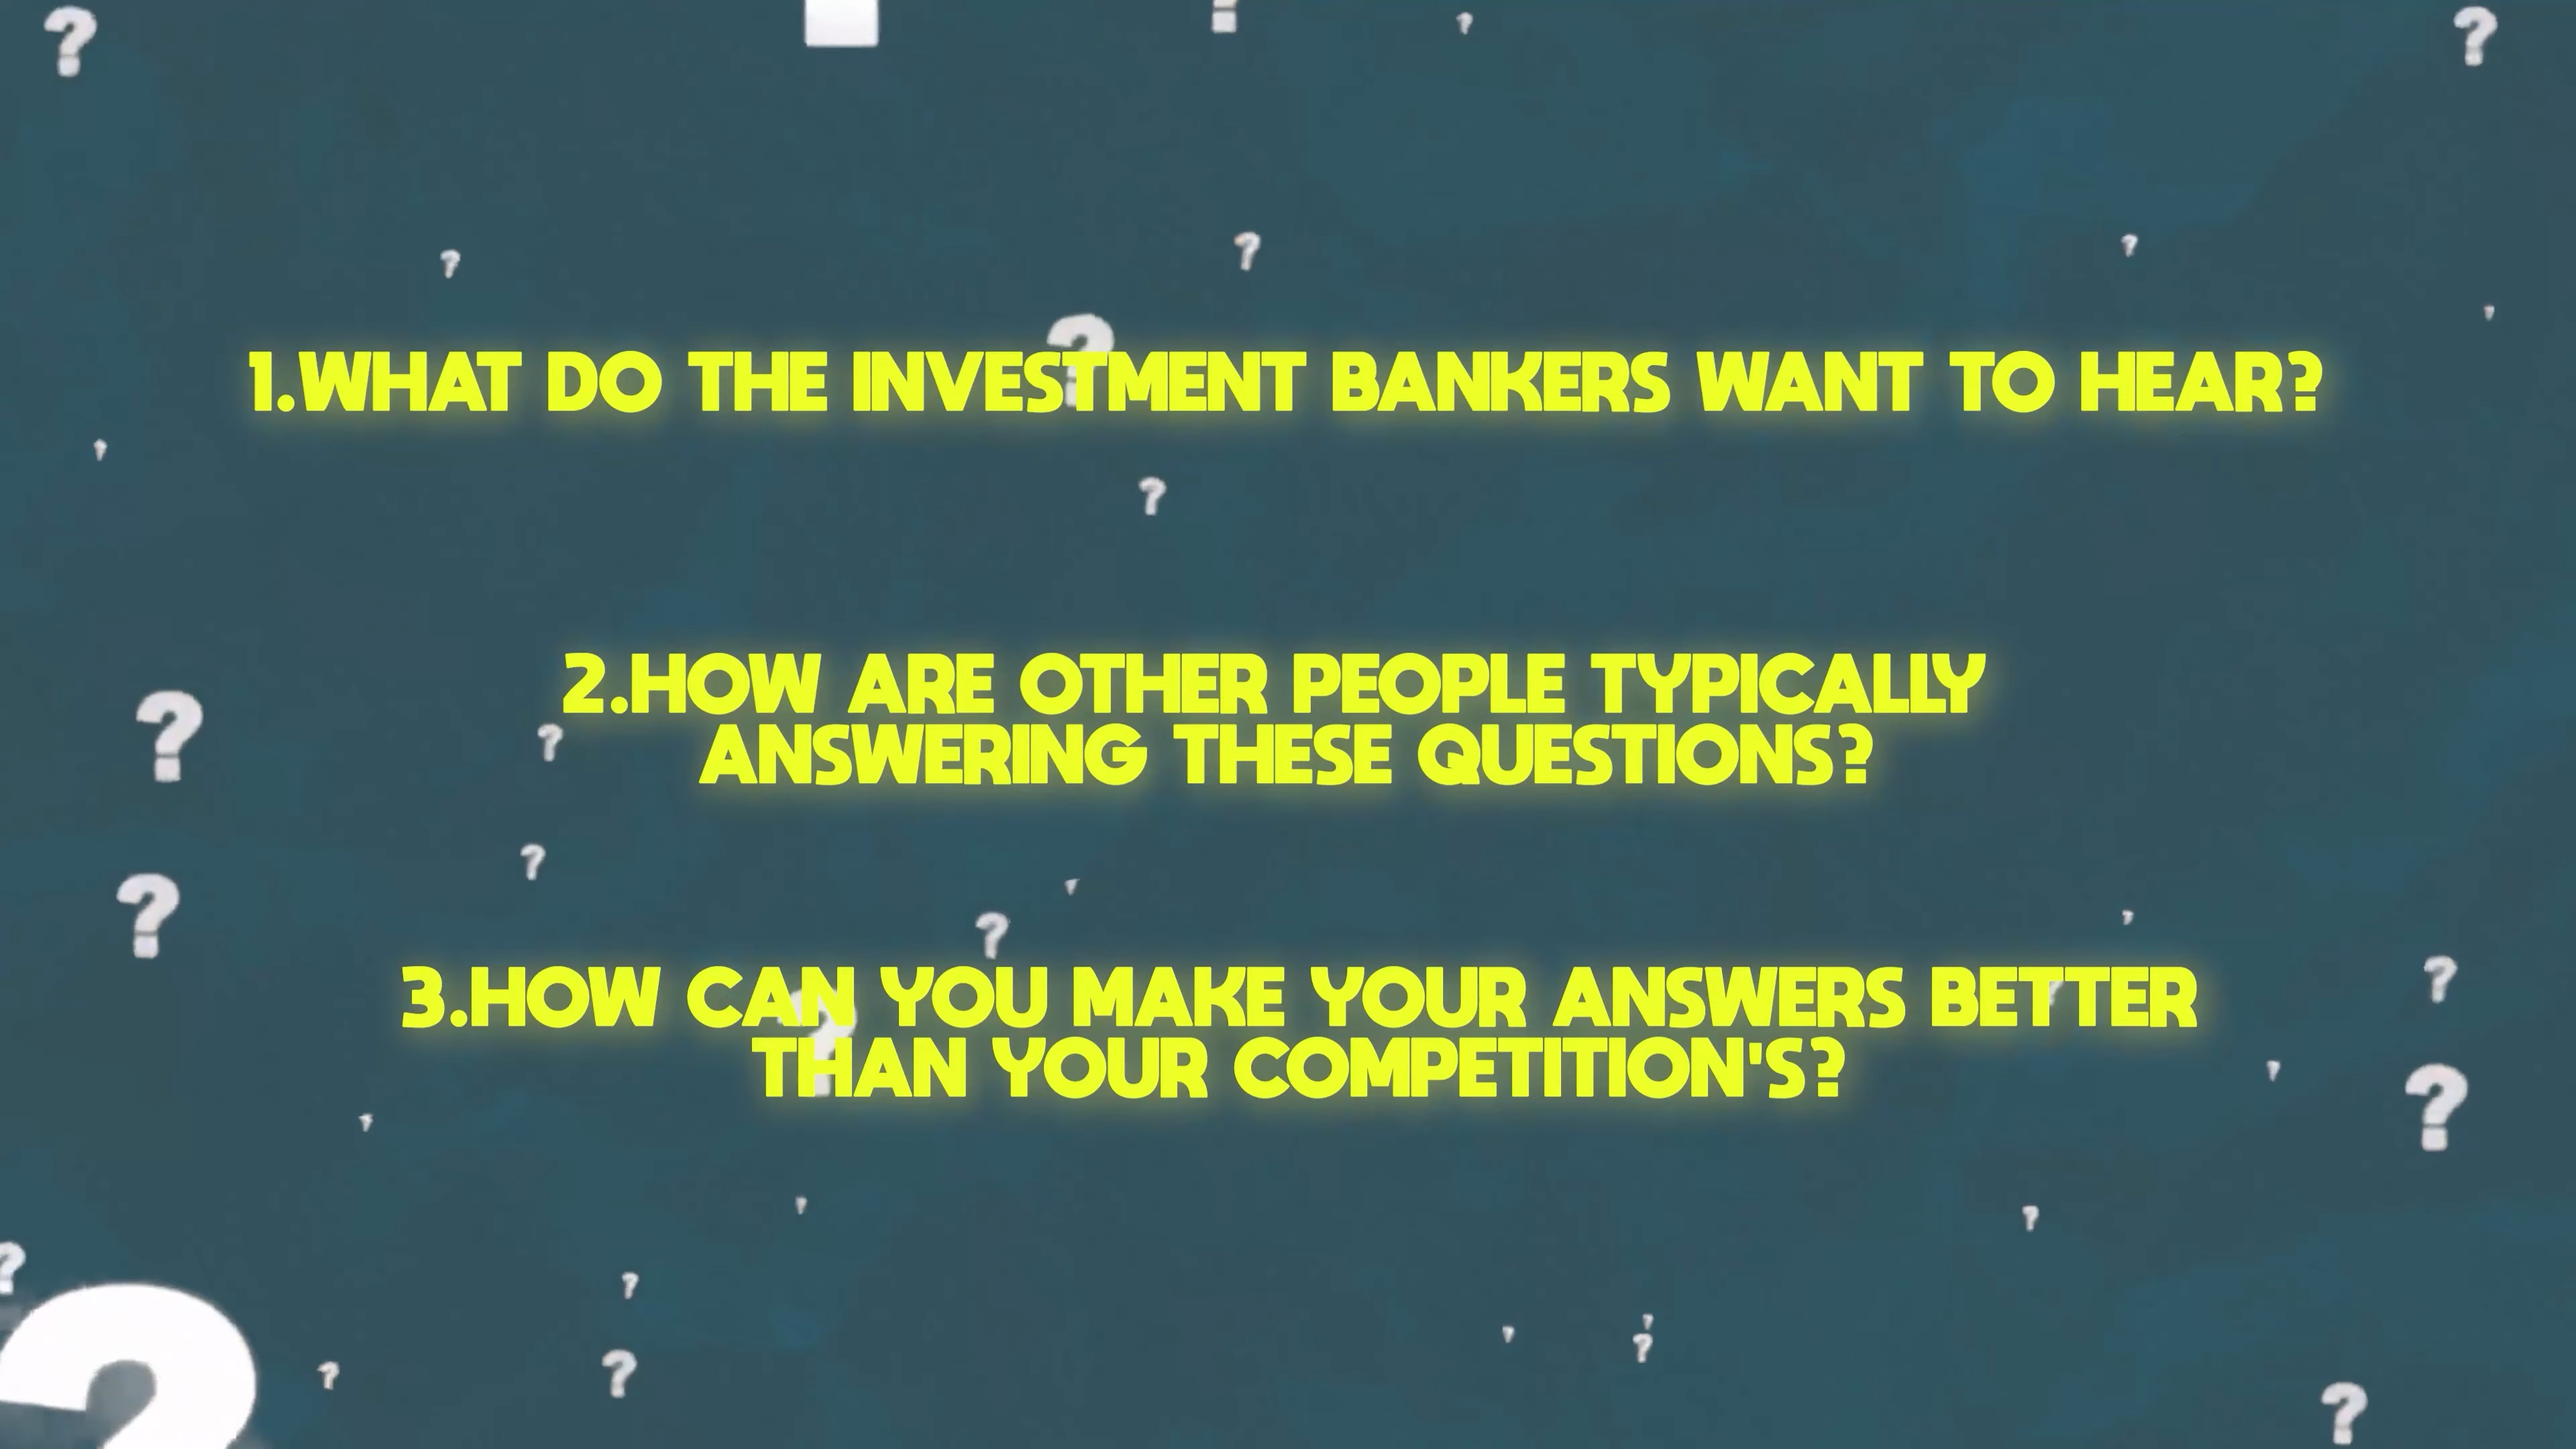 1.WHAT DO THE INVESTMENT BANKERS WANT TO HEAR?
2.HOW ARE OTHER PEOPLE TYPICALLY
ANSWERING THESE QUESTIONS?
3.HOW CAN YOU MAKE YOUR ANSWERS BETTER
THAN YOUR COMPETITION'S?